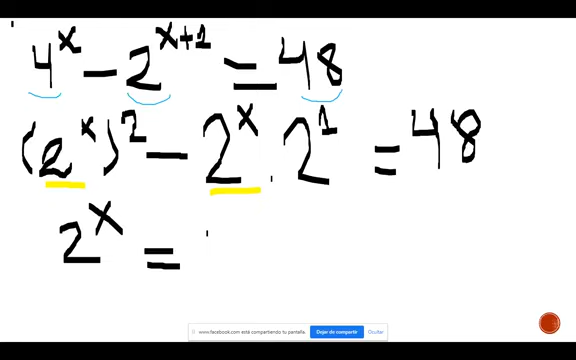 4^x - 2^{x+1} = 48
(2^x)^2 - 2^x . 2^1 = 48
2^x =
www.facebook.com está compartiendo tu pantalla. Dejar de compartir Ocultar